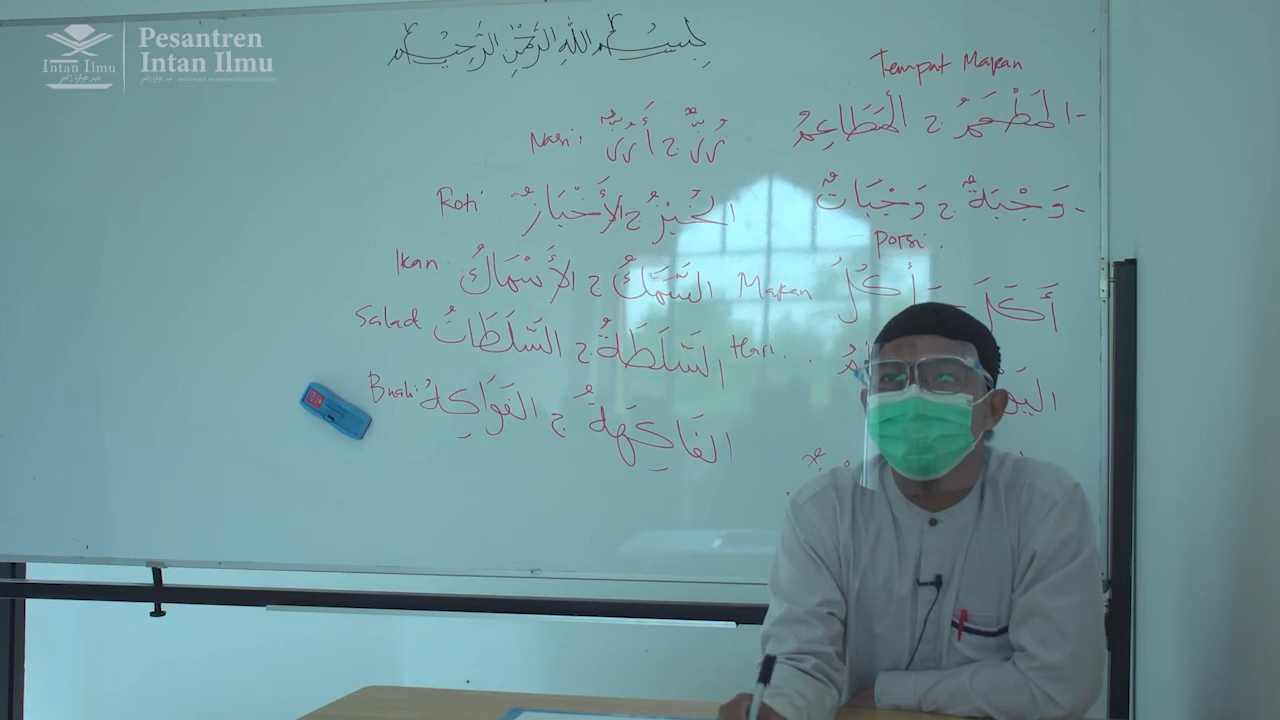 Intan Ilmu
Pesantren
Intan Ilmu
بسم الله الرحمن الرحيم
Tempat Makan
- المَطْعَمُ ج المَطَاعِمُ
- وَجْبَةٌ ج وَجْبَاتٌ
Porsi
أَكَلَ - أْكُلُ Makan
اليَو Hari
Nasi: رُزٌّ ج أَرُزٌّ
الخُبْزُ ج الأَخْبَازُ Roti
السَّمَكُ ج الأَسْمَاكُ Ikan
السَّلَطَةُ ج السَّلَطَاتُ Salad
الفَاكِهَةُ ج الفَوَاكِهُ Buah